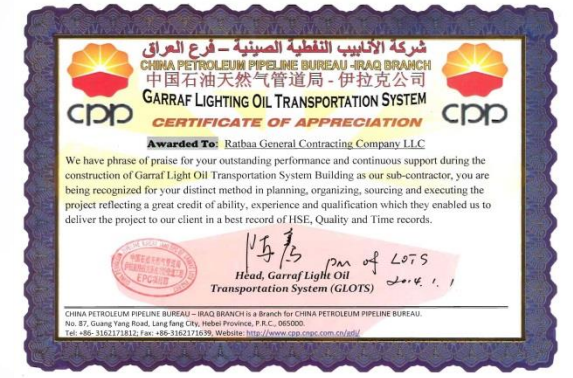 شركة الأنابيب النفطية الصينية – فرع العراق
CHINA PETROLEUM PIPELINE BUREAU -IRAQ BRANCH
中国石油天然气管道局 - 伊拉克公司
GARRAF LIGHTING OIL TRANSPORTATION SYSTEM
cpp
cpp
CERTIFICATE OF APPRECIATION
Awarded To: Ratbaa General Contracting Company LLC
We have phrase of praise for your outstanding performance and continuous support during the
construction of Garraf Light Oil Transportation System Building as our sub-contractor, you are
being recognized for your distinct method in planning, organizing, sourcing and executing the
project reflecting a great credit of ability, experience and qualification which they enabled us to
deliver the project to our client in a best record of HSE, Quality and Time records.
pm of LOTS
2014.1.1
Head, Garraf Light Oil
Transportation System (GLOTS)
EPC
CHINA PETROLEUM PIPELINE BUREAU – IRAQ BRANCH is a Branch for CHINA PETROLEUM PIPELINE BUREAU.
No. 87, Guang Yang Road, Lang fang City, Hebei Province, P.R.C., 065000.
Tel: +86- 3162171812; Fax: +86-3162171639, Website: http://www.cpp.cnpc.com.cn/gdj/